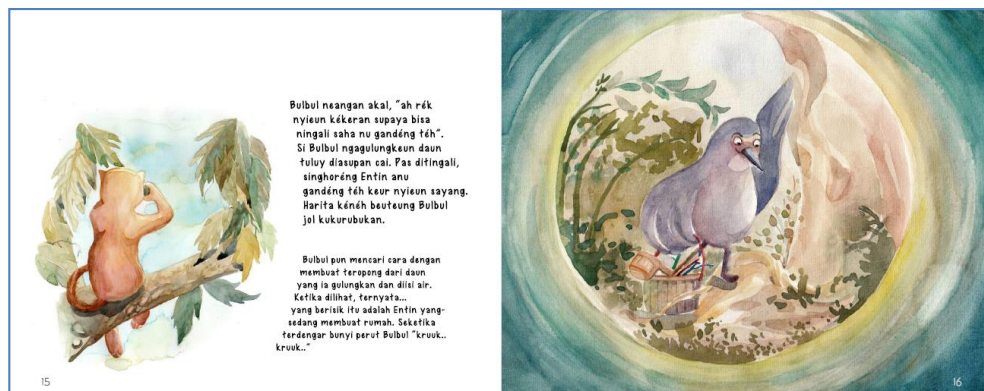 Bulbul neangan akal, "ah rék
nyieun kékeran supaya bisa
ningali saha nu gandéng téh".
Si Bulbul ngagulungkeun daun
tuluy diasupan cai. Pas ditingali,
singhoréng Entin anu
gandéng téh keur nyieun sayang.
Harita kénéh beuteung Bulbul
jol kukurubukan.
Bulbul pun mencari cara dengan
membuat teropong dari daun
yang ia gulungkan dan diisi air.
Ketika dilihat, ternyata...
yang berisik itu adalah Entin yang-
sedang membuat rumah. Seketika
terdengar bunyi perut Bulbul "kruuk..
kruuk.."
15
16